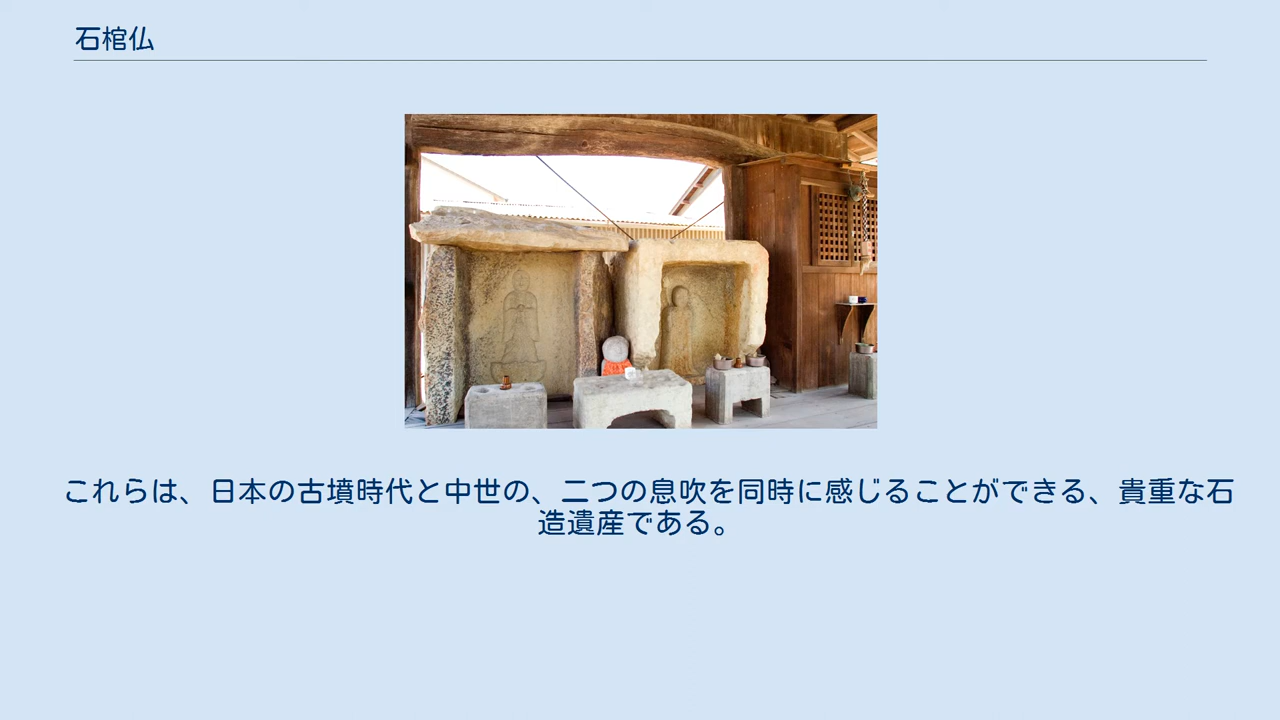 石棺仏
これらは、日本の古墳時代と中世の、二つの息吹を同時に感じることができる、貴重な石
造遺産である。